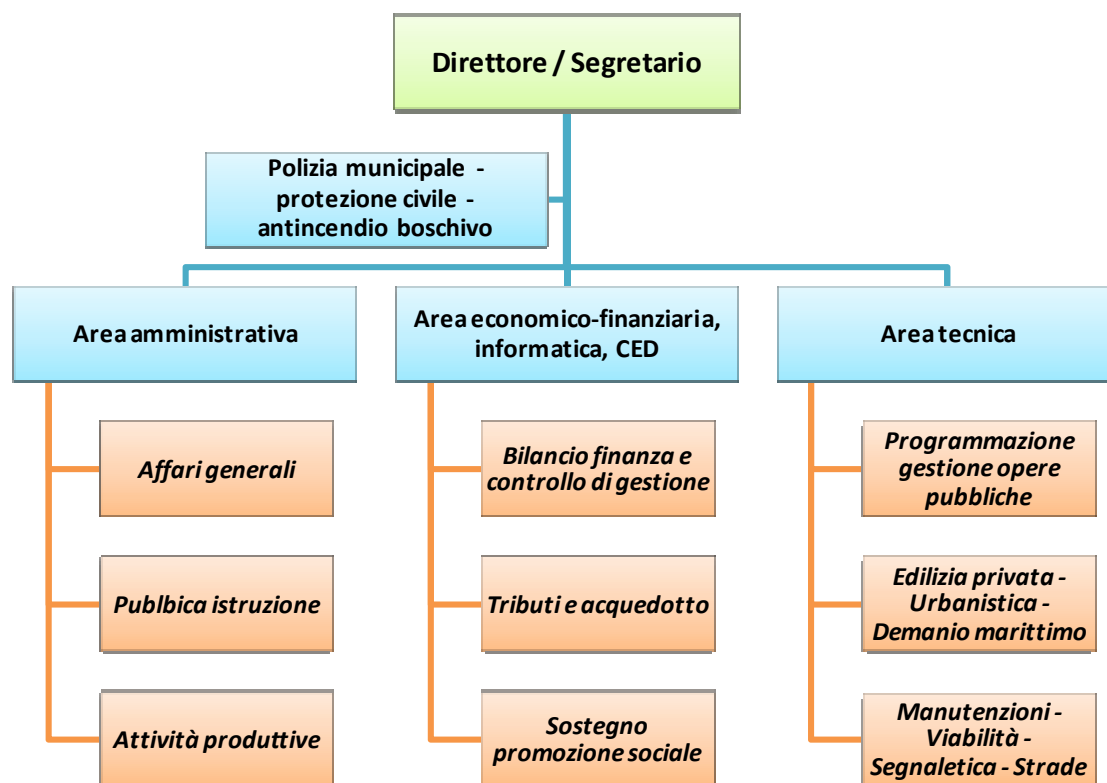 Direttore / Segretario
Polizia municipale -
protezione civile -
antincendio boschivo
Area amministrativa
Area economico-finanziaria,
informatica, CED
Area tecnica
Affari generali
Bilancio finanza e
controllo di gestione
Programmazione
gestione opere
pubbliche
Publbica istruzione
Tributi e acquedotto
Edilizia privata -
Urbanistica -
Demanio marittimo
Attività produttive
Sostegno
promozione sociale
Manutenzioni -
Viabilità -
Segnaletica - Strade